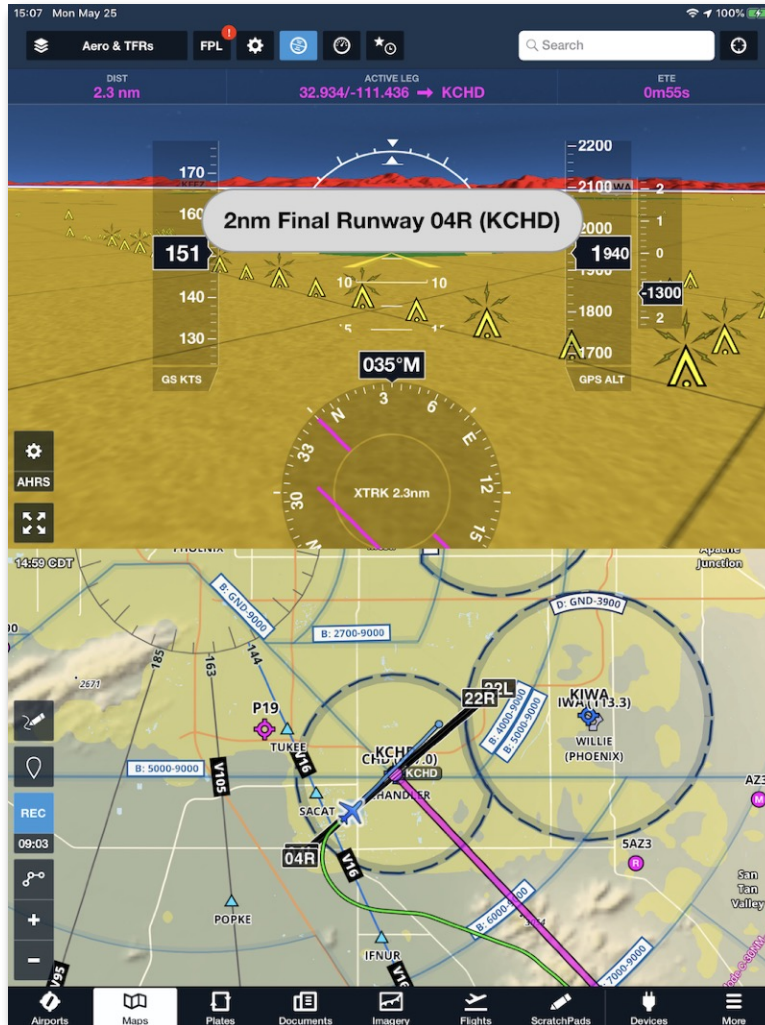 15:07 Mon May 25
100%
Aero & TFRs
FPL
!
Search
DIST
2.3 nm
ACTIVE LEG
32.934/-111.436 → KCHD
ETE
0m55s
2nm Final Runway 04R (KCHD)
170
160
151
140
130
GS KTS
2200
2100
2000
1940
1900
1800
1700
GPS ALT
2
1
0
-1300
2
10 10
5
035°M
N 3 6 E 12 15
33
30
XTRK 2.3nm
AHRS
14:59 CDT
PHOENIX
Apache
Junction
B: GND-9000
B: 2700-9000
D: GND-3900
185
163
144
2671
P19
TUKEE
V16
V105
B: 5000-9000
22R
22L
B: 4000-9000
B: 5000-9000
KIWA
IWA (113.3)
WILLIE
(PHOENIX)
KCHD
KCHD
CHANDLER
SACAT
04R
V16
AZ3
M
5AZ3
R
San
Tan
Valley
REC
09:03
+
−
POPKE
IFNUR
B: 6000-9000
V95
V16
Airports
Maps
Plates
Documents
Imagery
Flights
ScratchPads
Devices
More